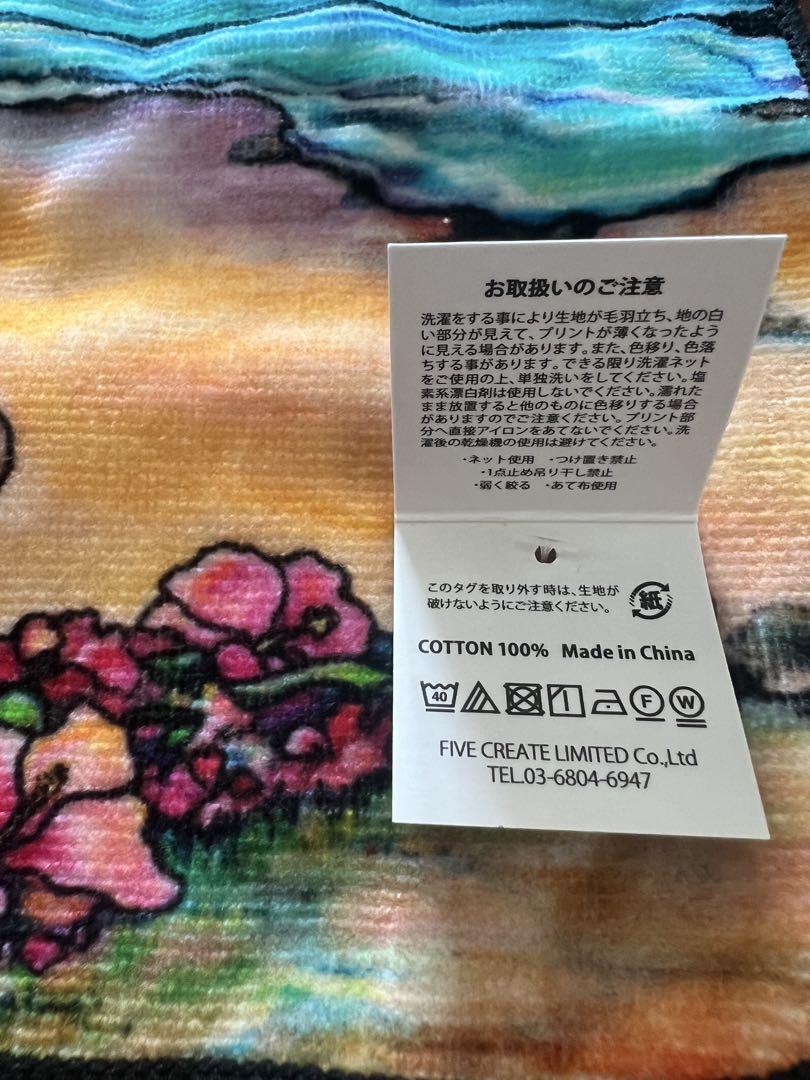 お取扱いのご注意
洗濯をする事により生地が毛羽立ち、地の白
い部分が見えて、プリントが薄くなったよう
に見える場合があります。また、色移り、色落
ちする事があります。できる限り洗濯ネット
をご使用の上、単独洗いをしてください。塩
素系漂白剤は使用しないでください。濡れた
まま放置すると他のものに色移りする場合
がありますのでご注意ください。プリント部
分へ直接アイロンをあてないでください。洗
濯後の乾燥機の使用は避けてください。
・ネット使用 ・つけ置き禁止
・1点止め吊り干し禁止
・弱く絞る ・あて布使用
このタグを取り外す時は、生地が
破けないようにご注意ください。
紙
COTTON 100% Made in China
40 F W
FIVE CREATE LIMITED Co.,Ltd
TEL.03-6804-6947